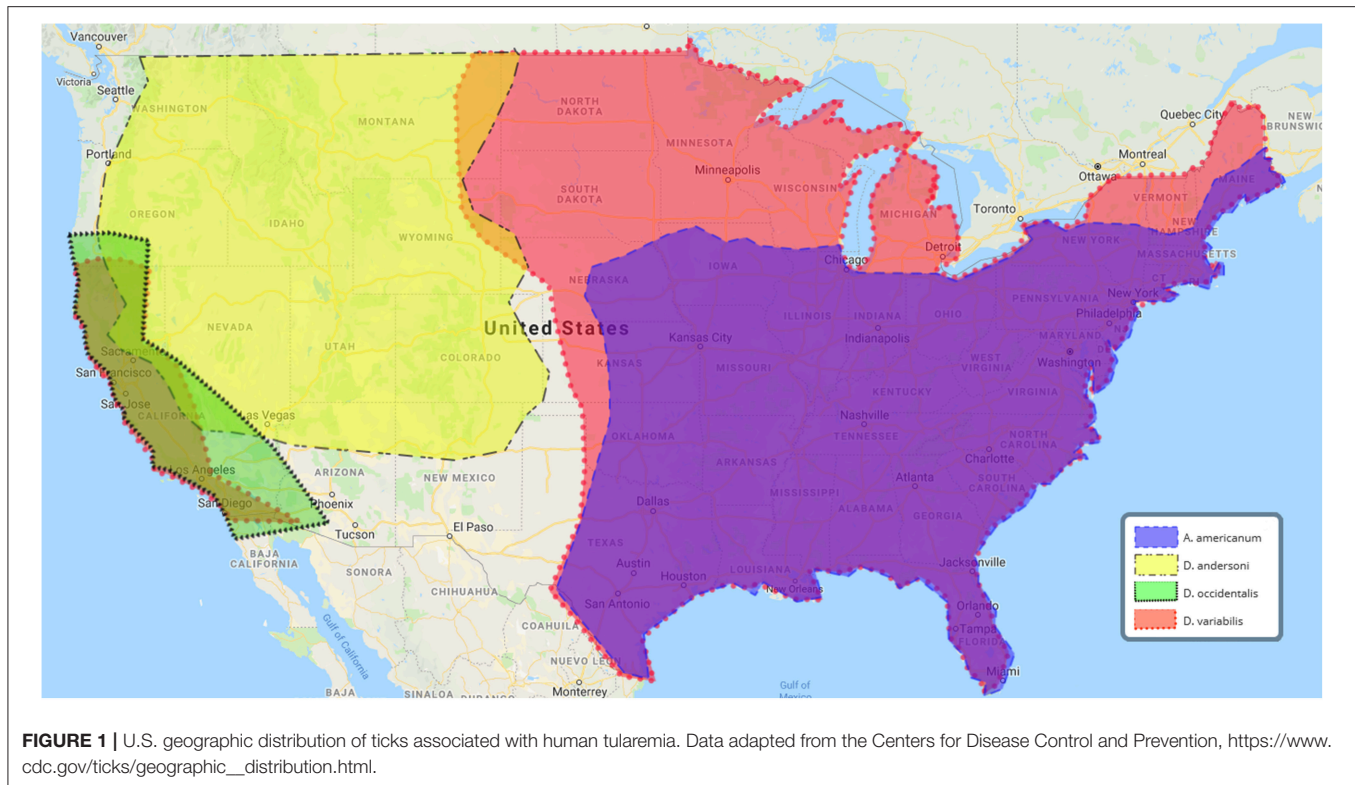 Vancouver
Victoria
Seattle
WASHINGTON
Portland
OREGON
IDAHO
MONTANA
WYOMING
NEVADA
UTAH
COLORADO
Sacramento
San Francisco
San Jose
CALIFORNIA
Las Vegas
Los Angeles
San Diego
ARIZONA
Phoenix
Tucson
NEW MEXICO
El Paso
BAJA
CALIFORNIA
SONORA
CHIHUAHUA
COAHUILA
NUEVO LEON
Monterrey
Gulf of California
BAJA
SINALOA
DURANGO
NORTH
DAKOTA
SOUTH
DAKOTA
MINNESOTA
Minneapolis
WISCONSIN
MICHIGAN
Detroit
Chicago
NEBRASKA
IOWA
United States
KANSAS
Kansas City
MISSOURI
ILLINOIS
INDIANA
Indianapolis
OHIO
OKLAHOMA
ARKANSAS
Dallas
TEXAS
Austin
Houston
San Antonio
LOUISIANA
New Orleans
MISSISSIPPI
ALABAMA
GEORGIA
Atlanta
TENNESSEE
Nashville
KENTUCKY
WEST
VIRGINIA
VIRGINIA
NORTH
CAROLINA
Charlotte
SOUTH
CAROLINA
Jacksonville
Orlando
Tampa
FLORIDA
Miami
Gulf of
Mexico
Toronto
Ottawa
Montreal
Quebec City
NEW
BRUNSWIC
MAINE
VERMONT
NEW
HAMPSHIRE
MASSACHUSETTS
CT
NEW YORK
New York
PENNSYLVANIA
Philadelphia
MARYLAND
Washington
A. americanum
D. andersoni
D. occidentalis
D. variabilis
FIGURE 1 | U.S. geographic distribution of ticks associated with human tularemia. Data adapted from the Centers for Disease Control and Prevention, https://www.
cdc.gov/ticks/geographic__distribution.html.